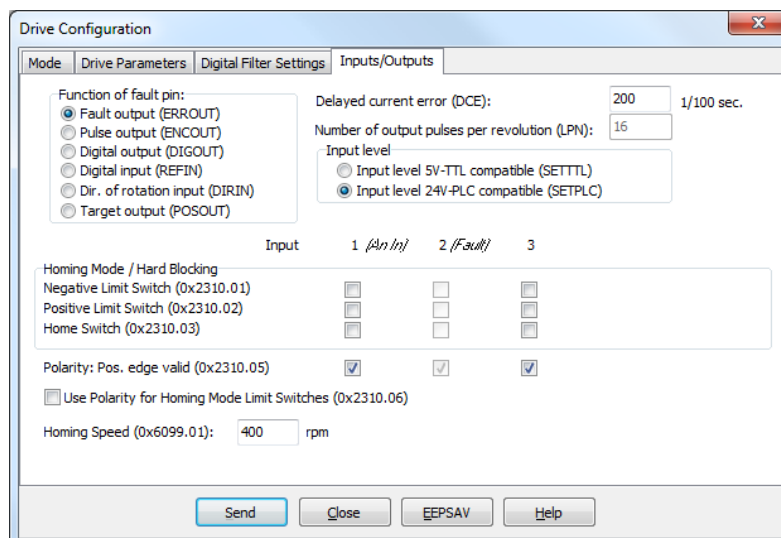 Drive Configuration
Mode Drive Parameters Digital Filter Settings Inputs/Outputs
Function of fault pin:
Fault output (ERROUT)
Pulse output (ENCOUT)
Digital output (DIGOUT)
Digital input (REFIN)
Dir. of rotation input (DIRIN)
Target output (POSOUT)
Delayed current error (DCE): 200 1/100 sec.
Number of output pulses per revolution (LPN): 16
Input level
Input level 5V-TTL compatible (SETTTL)
Input level 24V-PLC compatible (SETPLC)
Input 1 (An In) 2 (Fault) 3
Homing Mode / Hard Blocking
Negative Limit Switch (0x2310.01)
Positive Limit Switch (0x2310.02)
Home Switch (0x2310.03)
Polarity: Pos. edge valid (0x2310.05)
Use Polarity for Homing Mode Limit Switches (0x2310.06)
Homing Speed (0x6099.01): 400 rpm
Send Close EEPSAV Help